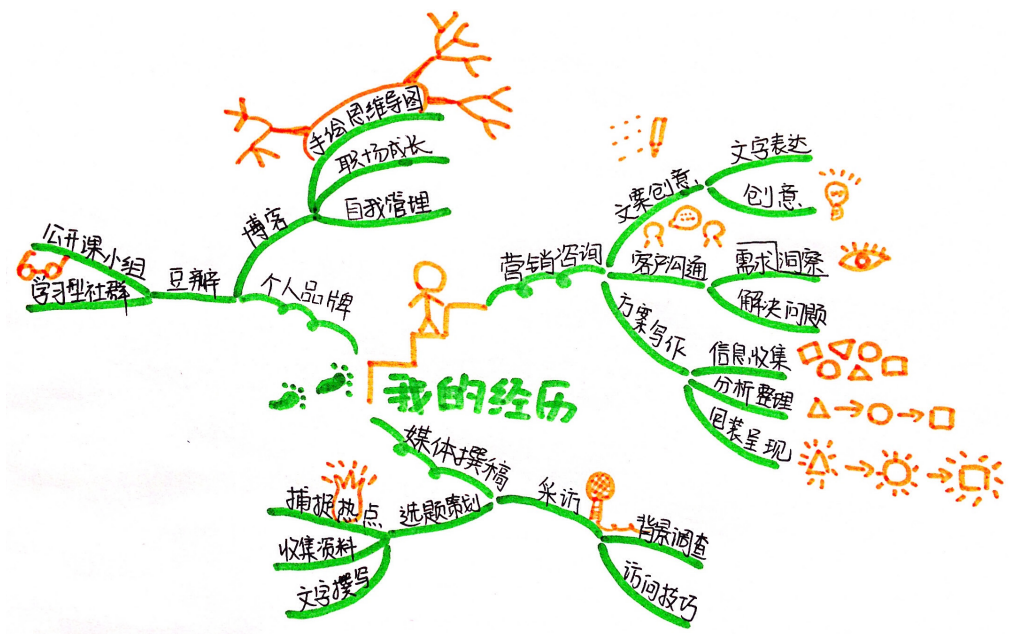 我的经历
营销咨询
文案创意
文字表达
创意
客户沟通
需求洞察
解决问题
方案写作
信息收集
分析整理
包装呈现
媒体撰稿
采访
背景调查
访问技巧
选题策划
捕捉热点
收集资料
文字撰写
个人品牌
豆瓣
公开课小组
学习型社群
博客
手绘思维导图
职场成长
自我管理